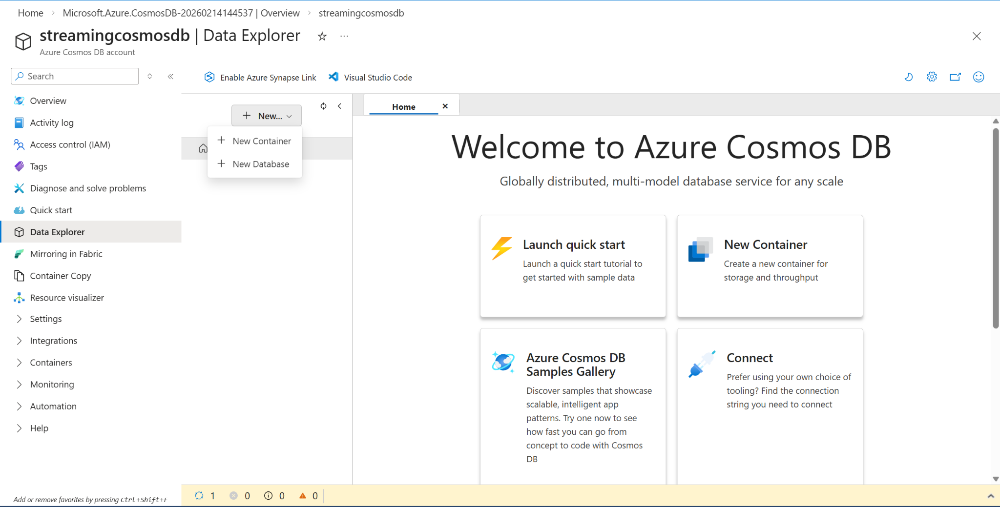 Home > Microsoft.Azure.CosmosDB-20260214144537 | Overview > streamingcosmosdb
streamingcosmosdb | Data Explorer ☆ ···
Azure Cosmos DB account
Search
Enable Azure Synapse Link
Visual Studio Code
Overview
Activity log
Access control (IAM)
Tags
Diagnose and solve problems
Quick start
Data Explorer
Mirroring in Fabric
Container Copy
Resource visualizer
Settings
Integrations
Containers
Monitoring
Automation
Help
Add or remove favorites by pressing Ctrl+Shift+F
+ New...
+ New Container
+ New Database
Home
Welcome to Azure Cosmos DB
Globally distributed, multi-model database service for any scale
Launch quick start
Launch a quick start tutorial to
get started with sample data
New Container
Create a new container for
storage and throughput
Azure Cosmos DB
Samples Gallery
Discover samples that showcase
scalable, intelligent app
patterns. Try one now to see
how fast you can go from
concept to code with Cosmos
DB
Connect
Prefer using your own choice of
tooling? Find the connection
string you need to connect
1 0 0 0